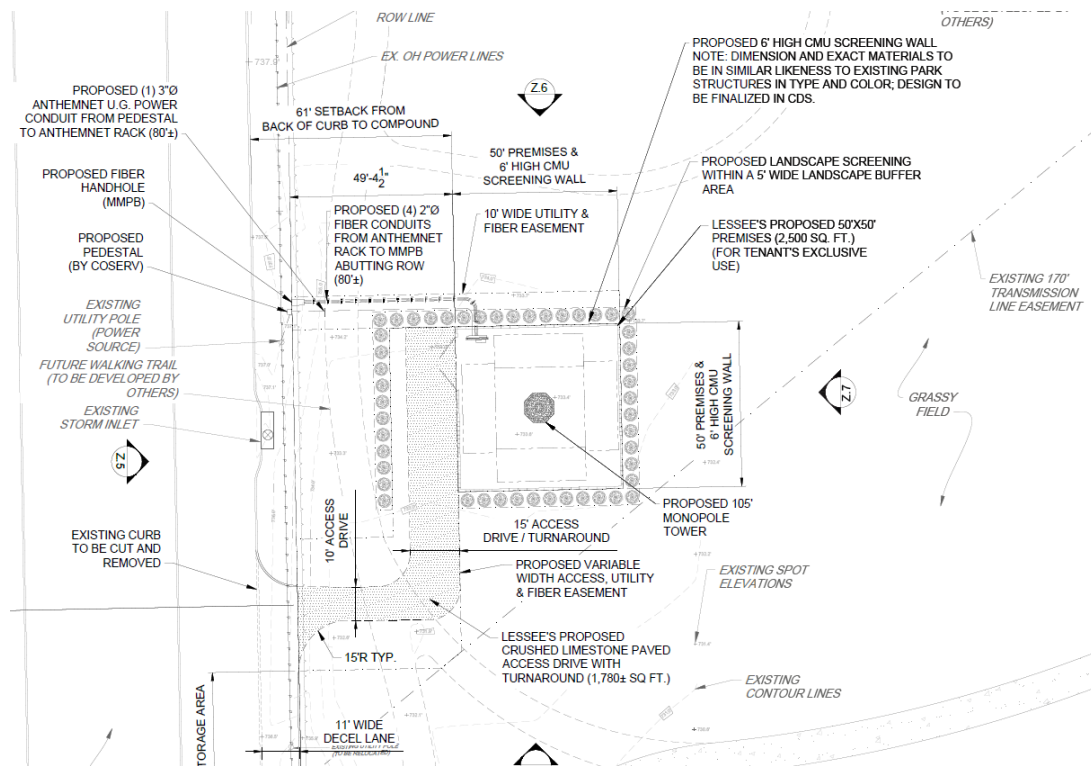 ROW LINE
OTHERS)
EX. OH POWER LINES
PROPOSED 6' HIGH CMU SCREENING WALL
NOTE: DIMENSION AND EXACT MATERIALS TO
BE IN SIMILAR LIKENESS TO EXISTING PARK
STRUCTURES IN TYPE AND COLOR; DESIGN TO
BE FINALIZED IN CDS.
PROPOSED (1) 3"Ø
ANTHEMNET U.G. POWER
CONDUIT FROM PEDESTAL
TO ANTHEMNET RACK (80'±)
61' SETBACK FROM
BACK OF CURB TO COMPOUND
Z.6
50' PREMISES &
6' HIGH CMU
SCREENING WALL
PROPOSED LANDSCAPE SCREENING
WITHIN A 5' WIDE LANDSCAPE BUFFER
AREA
PROPOSED FIBER
HANDHOLE
(MMPB)
49'-4 1/2"
PROPOSED (4) 2"Ø
FIBER CONDUITS
FROM ANTHEMNET
RACK TO MMPB
ABUTTING ROW
(80'±)
10' WIDE UTILITY &
FIBER EASEMENT
LESSEE'S PROPOSED 50'X50'
PREMISES (2,500 SQ. FT.)
(FOR TENANT'S EXCLUSIVE
USE)
PROPOSED
PEDESTAL
(BY COSERV)
EXISTING 170'
TRANSMISSION
LINE EASEMENT
EXISTING
UTILITY POLE
(POWER
SOURCE)
FUTURE WALKING TRAIL
(TO BE DEVELOPED BY
OTHERS)
EXISTING
STORM INLET
Z.5
50' PREMISES &
6' HIGH CMU
SCREENING WALL
Z.7
GRASSY
FIELD
PROPOSED 105'
MONOPOLE
TOWER
EXISTING CURB
TO BE CUT AND
REMOVED
10' ACCESS
DRIVE
15' ACCESS
DRIVE / TURNAROUND
PROPOSED VARIABLE
WIDTH ACCESS, UTILITY
& FIBER EASEMENT
EXISTING SPOT
ELEVATIONS
LESSEE'S PROPOSED
CRUSHED LIMESTONE PAVED
ACCESS DRIVE WITH
TURNAROUND (1,780± SQ FT.)
15'R TYP.
EXISTING
CONTOUR LINES
TORAGE AREA
11' WIDE
DECEL LANE
EXISTING UTILITY POLE
(TO BE RELOCATED)